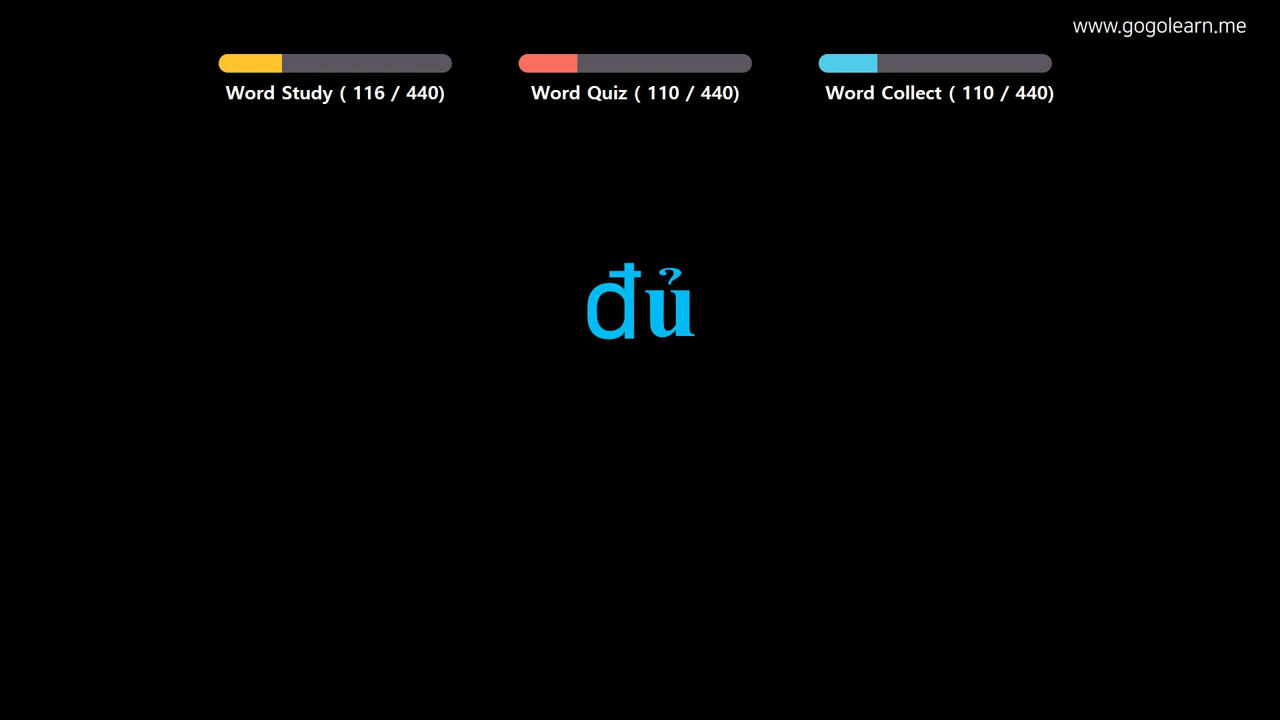 www.gogolearn.me
Word Study ( 116 / 440)
Word Quiz ( 110 / 440)
Word Collect ( 110 / 440)
đủ